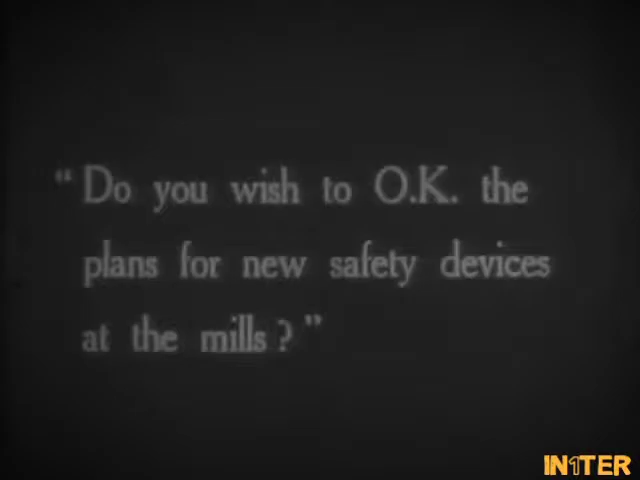 “Do you wish to O.K. the
plans for new safety devices
at the mills?”
IN1TER